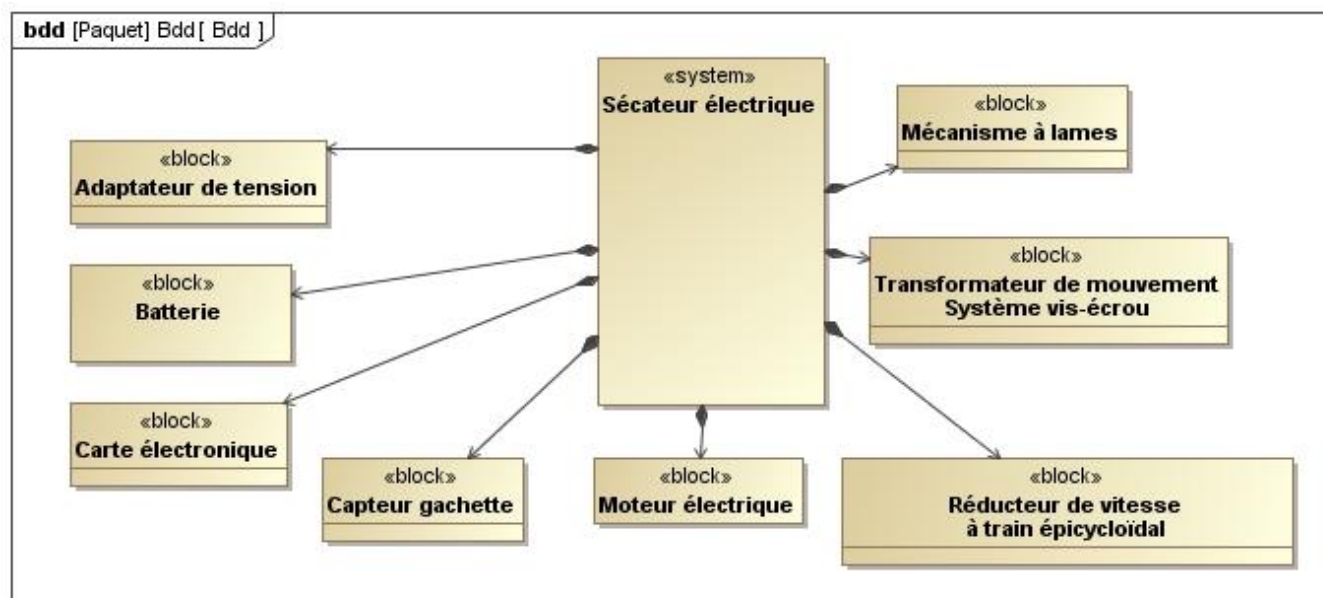 bdd [Paquet] Bdd[ Bdd ]
«system»
Sécateur électrique
«block»
Mécanisme à lames
«block»
Adaptateur de tension
«block»
Transformateur de mouvement
Système vis-écrou
«block»
Batterie
«block»
Carte électronique
«block»
Capteur gachette
«block»
Moteur électrique
«block»
Réducteur de vitesse
à train épicycloïdal